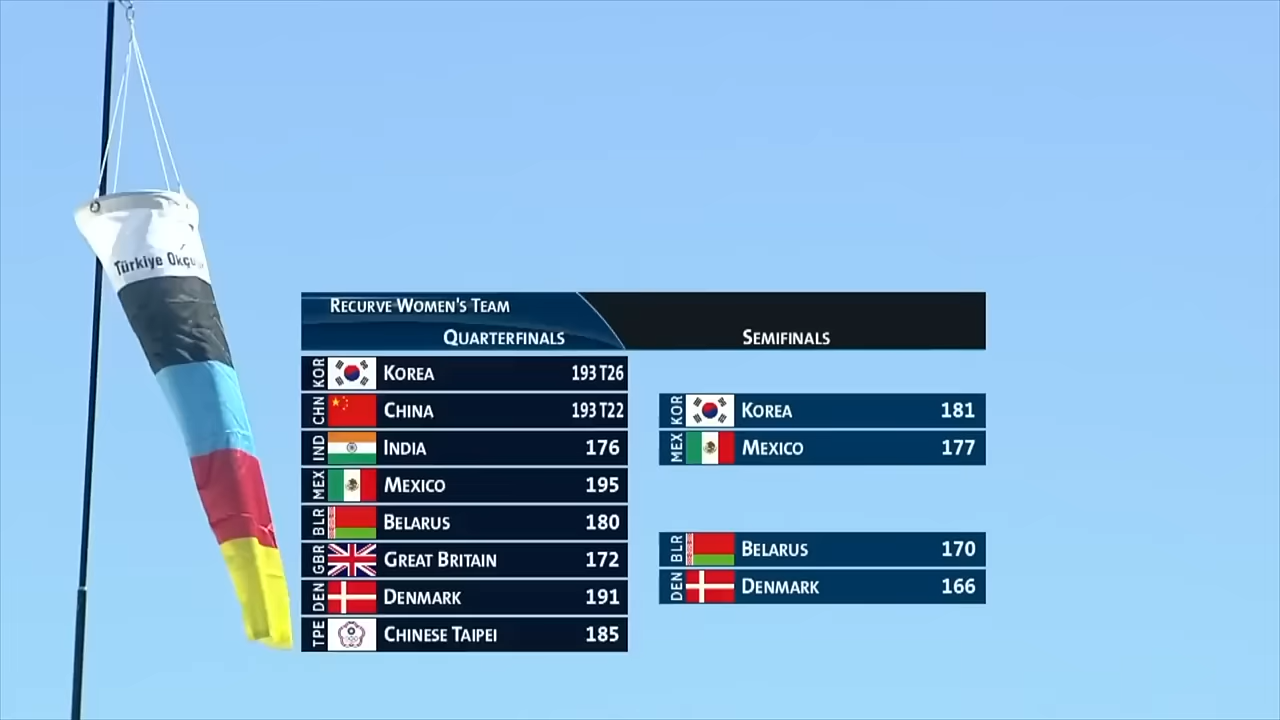 Türkiye
RECURVE WOMEN'S TEAM
QUARTERFINALS
SEMIFINALS
KOR KOREA 193 T26
CHN CHINA 193 T22
IND INDIA 176
MEX MEXICO 195
BLR BELARUS 180
GBR GREAT BRITAIN 172
DEN DENMARK 191
TPE CHINESE TAIPEI 185
KOR KOREA 181
MEX MEXICO 177
BLR BELARUS 170
DEN DENMARK 166